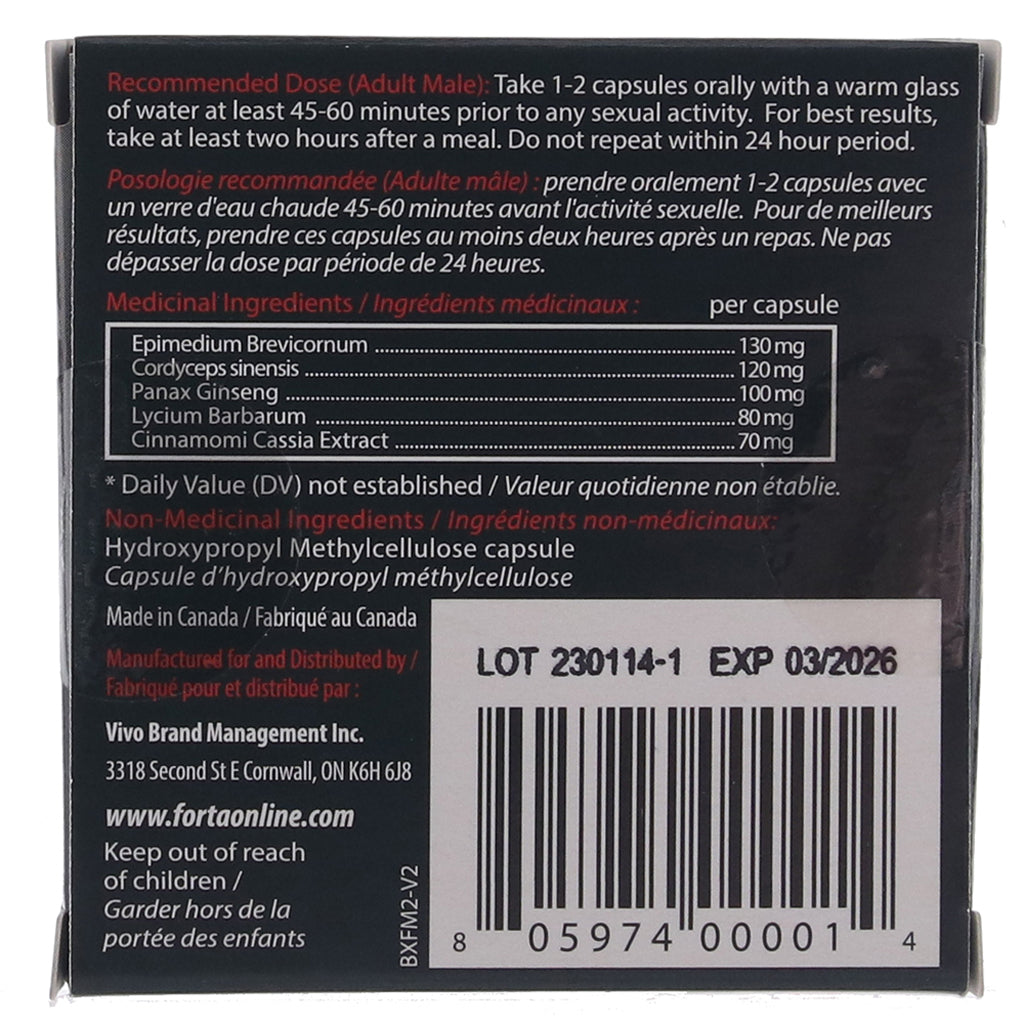 Recommended Dose (Adult Male): Take 1-2 capsules orally with a warm glass
of water at least 45-60 minutes prior to any sexual activity. For best results,
take at least two hours after a meal. Do not repeat within 24 hour period.
Posologie recommandée (Adulte mâle) : prendre oralement 1-2 capsules avec
un verre d'eau chaude 45-60 minutes avant l'activité sexuelle. Pour de meilleurs
résultats, prendre ces capsules au moins deux heures après un repas. Ne pas
dépasser la dose par période de 24 heures.
Medicinal Ingredients / Ingrédients médicinaux : per capsule
Epimedium Brevicornum ........ 130 mg
Cordyceps sinensis ........ 120 mg
Panax Ginseng ........ 100 mg
Lycium Barbarum ........ 80 mg
Cinnamomi Cassia Extract ........ 70 mg
* Daily Value (DV) not established / Valeur quotidienne non établie.
Non-Medicinal Ingredients / Ingrédients non-médicinaux:
Hydroxypropyl Methylcellulose capsule
Capsule d'hydroxypropyl méthylcellulose
Made in Canada / Fabriqué au Canada
Manufactured for and Distributed by /
Fabriqué pour et distribué par :
Vivo Brand Management Inc.
3318 Second St E Cornwall, ON K6H 6J8
www.fortaonline.com
Keep out of reach
of children /
Garder hors de la
portée des enfants
BXFM2-V2
LOT 230114-1 EXP 03/2026
8 05974 00001 4